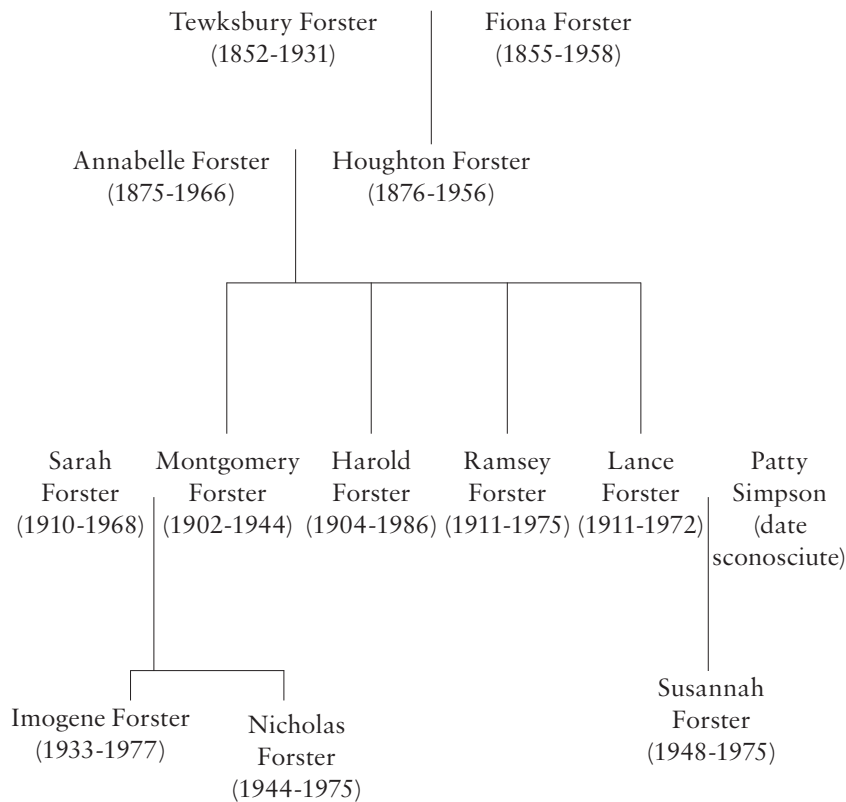 Tewksbury Forster
(1852-1931)
Fiona Forster
(1855-1958)
Annabelle Forster
(1875-1966)
Houghton Forster
(1876-1956)
Sarah
Forster
(1910-1968)
Montgomery
Forster
(1902-1944)
Harold
Forster
(1904-1986)
Ramsey
Forster
(1911-1975)
Lance
Forster
(1911-1972)
Patty
Simpson
(date
sconosciute)
Imogene Forster
(1933-1977)
Nicholas
Forster
(1944-1975)
Susannah
Forster
(1948-1975)